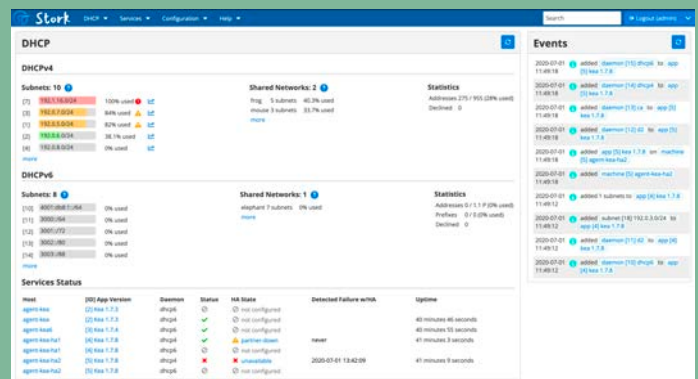 Stork DHCP Services Configuration Help Search Logout (admin)
DHCP
DHCPv4
Subnets: 10
[7] 192.1.16.0/24 100% used
[3] 192.0.7.0/24 84% used
[1] 192.0.5.0/24 82% used
[2] 192.0.6.0/24 38.1% used
[4] 192.0.8.0/24 0% used
more
Shared Networks: 2
frog 5 subnets 40.3% used
mouse 3 subnets 33.7% used
more
Statistics
Addresses 275 / 955 (28% used)
Declined 0
DHCPv6
Subnets: 8
[10] 4001:db8:1::/64 0% used
[11] 3000::/64 0% used
[12] 3001::/72 0% used
[13] 3002::/80 0% used
[14] 3003::/88 0% used
more
Shared Networks: 1
elephant 7 subnets 0% used
more
Statistics
Addresses 0 / 1.1 P (0% used)
Prefixes 0 / 0 (0% used)
Declined 0
Services Status
Host [ID] App Version Daemon Status HA State Detected Failure w/HA Uptime
agent-kea [2] Kea 1.7.3 dhcp6 not configured
agent-kea [2] Kea 1.7.3 dhcp4 not configured 40 minutes 46 seconds
agent-kea6 [3] Kea 1.7.4 dhcp6 not configured 40 minutes 55 seconds
agent-kea-ha1 [4] Kea 1.7.8 dhcp4 partner-down never 41 minutes 3 seconds
agent-kea-ha1 [4] Kea 1.7.8 dhcp6 not configured
agent-kea-ha2 [5] Kea 1.7.8 dhcp4 unavailable 2020-07-01 13:42:09 41 minutes 9 seconds
agent-kea-ha2 [5] Kea 1.7.8 dhcp6 not configured
Events
2020-07-01 added daemon [15] dhcp6 to app
11:49:18 [5] kea 1.7.8
2020-07-01 added daemon [14] dhcp4 to app
11:49:18 [5] kea 1.7.8
2020-07-01 added daemon [13] ca to app [5]
11:49:18 kea 1.7.8
2020-07-01 added daemon [12] d2 to app [5]
11:49:18 kea 1.7.8
2020-07-01 added app [5] kea 1.7.8 on machine
11:49:18 [5] agent-kea-ha2
2020-07-01 added machine [5] agent-kea-ha2
11:49:18
2020-07-01 added 1 subnets to app [4] kea 1.7.8
11:49:12
2020-07-01 added subnet [18] 192.0.3.0/24 to
11:49:12 app [4] kea 1.7.8
2020-07-01 added daemon [11] d2 to app [4]
11:49:12 kea 1.7.8
2020-07-01 added daemon [10] dhcp6 to app
11:49:12 [4] kea 1.7.8